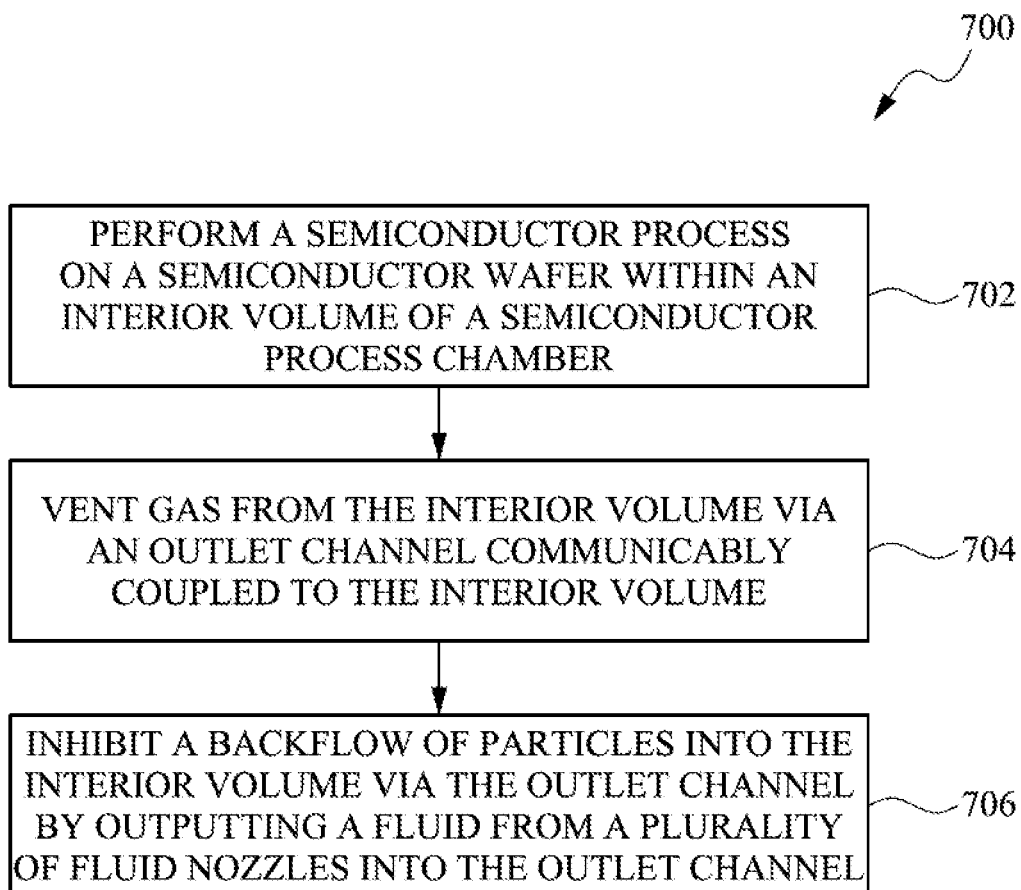 700
PERFORM A SEMICONDUCTOR PROCESS
ON A SEMICONDUCTOR WAFER WITHIN AN
INTERIOR VOLUME OF A SEMICONDUCTOR
PROCESS CHAMBER
702
VENT GAS FROM THE INTERIOR VOLUME VIA
AN OUTLET CHANNEL COMMUNICABLY
COUPLED TO THE INTERIOR VOLUME
704
INHIBIT A BACKFLOW OF PARTICLES INTO THE
INTERIOR VOLUME VIA THE OUTLET CHANNEL
BY OUTPUTTING A FLUID FROM A PLURALITY
OF FLUID NOZZLES INTO THE OUTLET CHANNEL
706